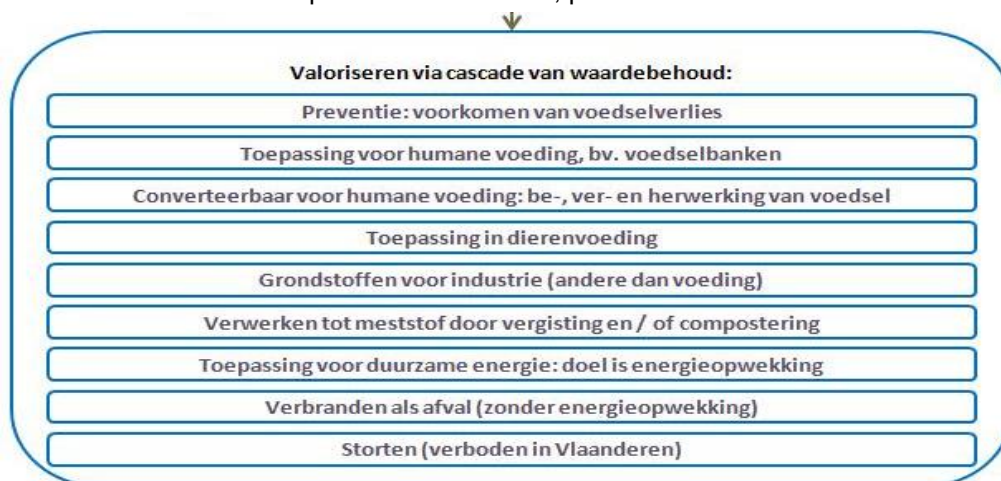 Valoriseren via cascade van waardebehoud:
Preventie: voorkomen van voedselverlies
Toepassing voor humane voeding, bv. voedselbanken
Converteerbaar voor humane voeding: be-, ver- en herwerking van voedsel
Toepassing in dierenvoeding
Grondstoffen voor industrie (andere dan voeding)
Verwerken tot meststof door vergisting en / of compostering
Toepassing voor duurzame energie: doel is energieopwekking
Verbranden als afval (zonder energieopwekking)
Storten (verboden in Vlaanderen)